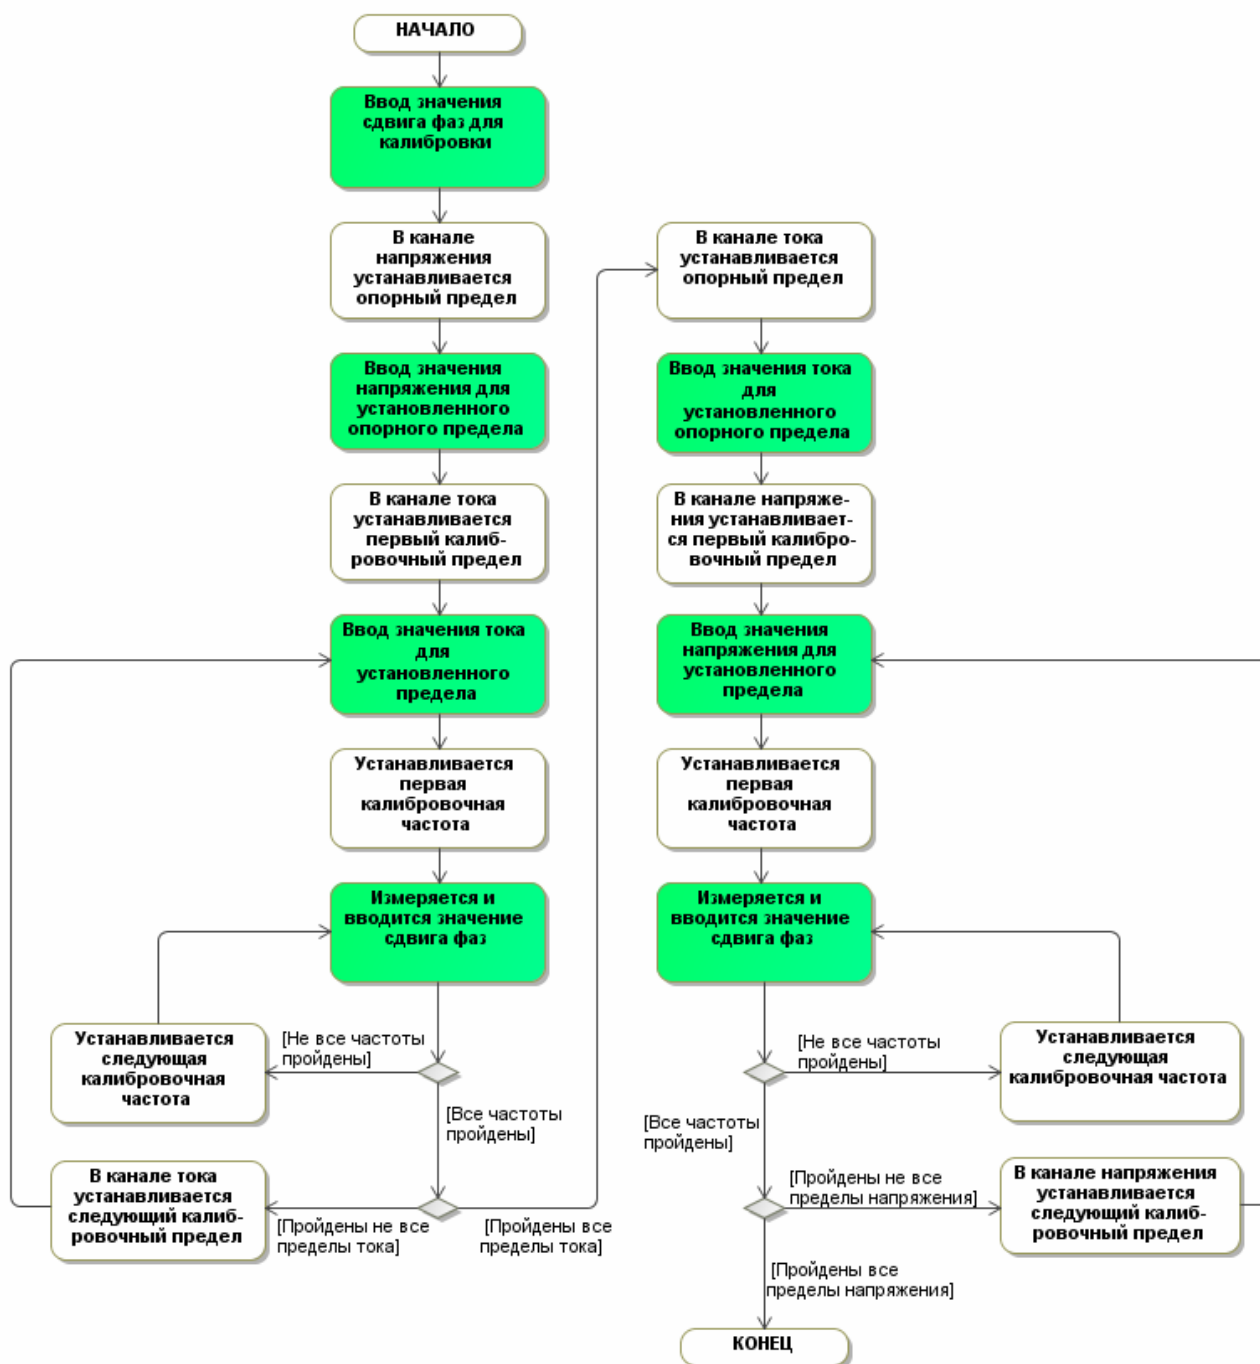 НАЧАЛО
Ввод значения
сдвига фаз для
калибровки
В канале
напряжения
устанавливается
опорный предел
Ввод значения
напряжения для
установленного
опорного предела
В канале тока
устанавливается
первый калиб-
ровочный предел
Ввод значения тока
для
установленного
предела
Устанавливается
первая
калибровочная
частота
Измеряется и
вводится значение
сдвига фаз
[Не все частоты
пройдены]
Устанавливается
следующая
калибровочная
частота
[Все частоты
пройдены]
В канале тока
устанавливается
следующий калиб-
ровочный предел
[Пройдены не все
пределы тока]
[Пройдены все
пределы тока]
В канале тока
устанавливается
опорный предел
Ввод значения тока
для
установленного
опорного предела
В канале напряже-
ния устанавливает-
ся первый калибро-
вочный предел
Ввод значения
напряжения для
установленного
предела
Устанавливается
первая
калибровочная
частота
Измеряется и
вводится значение
сдвига фаз
[Не все частоты
пройдены]
Устанавливается
следующая
калибровочная частота
[Все частоты
пройдены]
[Пройдены не все
пределы напряжения]
В канале напряжения
устанавливается
следующий калиб-
ровочный предел
[Пройдены все
пределы напряжения]
КОНЕЦ